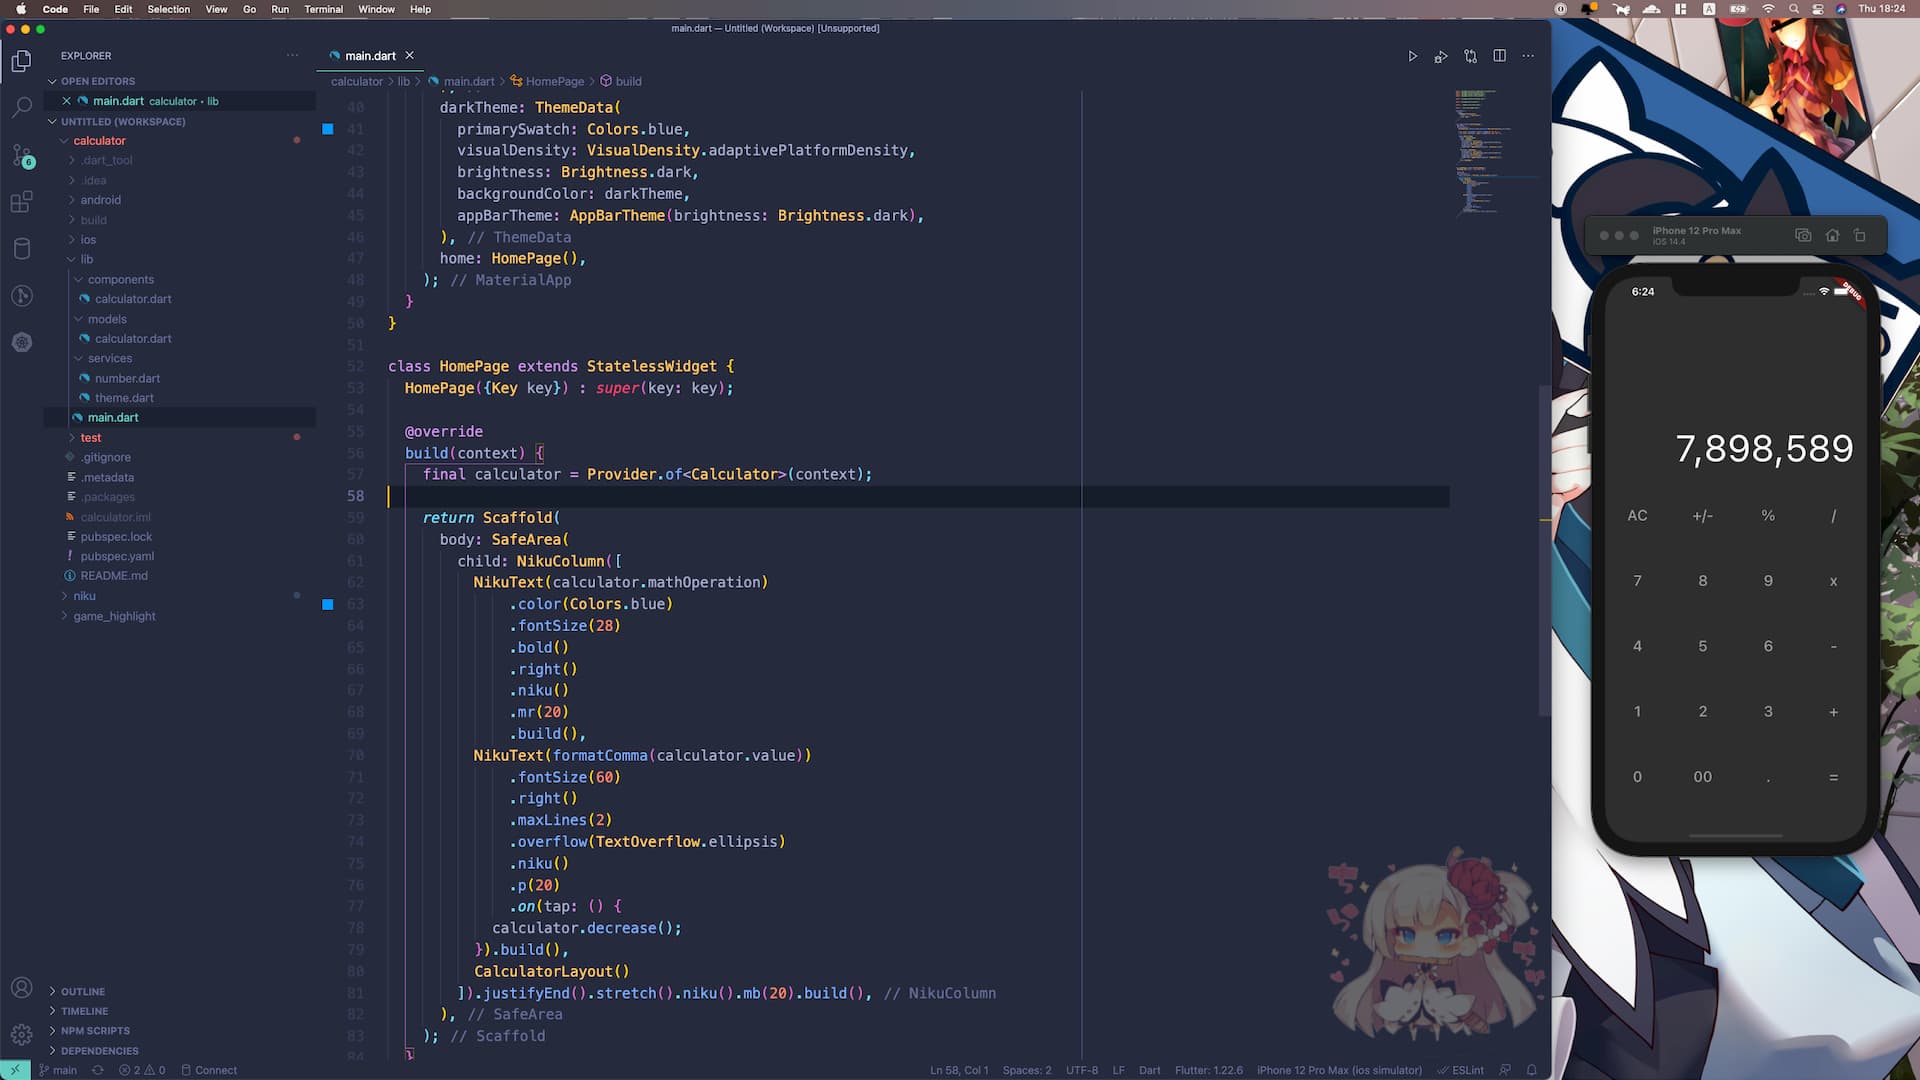 Code File Edit Selection View Go Run Terminal Window Help
A
Thu 18:24
main.dart — Untitled (Workspace) [Unsupported]
EXPLORER
OPEN EDITORS
main.dart calculator • lib
UNTITLED (WORKSPACE)
calculator
.dart_tool
.idea
android
build
ios
lib
components
calculator.dart
models
calculator.dart
services
number.dart
theme.dart
main.dart
test
.gitignore
.metadata
.packages
calculator.iml
pubspec.lock
pubspec.yaml
README.md
niku
game_highlight
OUTLINE
TIMELINE
NPM SCRIPTS
DEPENDENCIES
6
main.dart
calculator > lib > main.dart > HomePage > build
40 darkTheme: ThemeData(
41 primarySwatch: Colors.blue,
42 visualDensity: VisualDensity.adaptivePlatformDensity,
43 brightness: Brightness.dark,
44 backgroundColor: darkTheme,
45 appBarTheme: AppBarTheme(brightness: Brightness.dark),
46 ), // ThemeData
47 home: HomePage(),
48 ); // MaterialApp
49 }
50 }
51
52 class HomePage extends StatelessWidget {
53 HomePage({Key key}) : super(key: key);
54
55 @override
56 build(context) {
57 final calculator = Provider.of<Calculator>(context);
58
59 return Scaffold(
60 body: SafeArea(
61 child: NikuColumn([
62 NikuText(calculator.mathOperation)
63 .color(Colors.blue)
64 .fontSize(28)
65 .bold()
66 .right()
67 .niku()
68 .mr(20)
69 .build(),
70 NikuText(formatComma(calculator.value))
71 .fontSize(60)
72 .right()
73 .maxLines(2)
74 .overflow(TextOverflow.ellipsis)
75 .niku()
76 .p(20)
77 .on(tap: () {
78 calculator.decrease();
79 }).build(),
80 CalculatorLayout()
81 ]).justifyEnd().stretch().niku().mb(20).build(), // NikuColumn
82 ), // SafeArea
83 ); // Scaffold
84 }
main 2 0 Connect
Ln 58, Col 1 Spaces: 2 UTF-8 LF Dart Flutter: 1.22.6 iPhone 12 Pro Max (ios simulator) ESLint
iPhone 12 Pro Max
iOS 14.4
6:24
DEBUG
7,898,589
AC +/- % /
7 8 9 x
4 5 6 -
1 2 3 +
0 00 . =